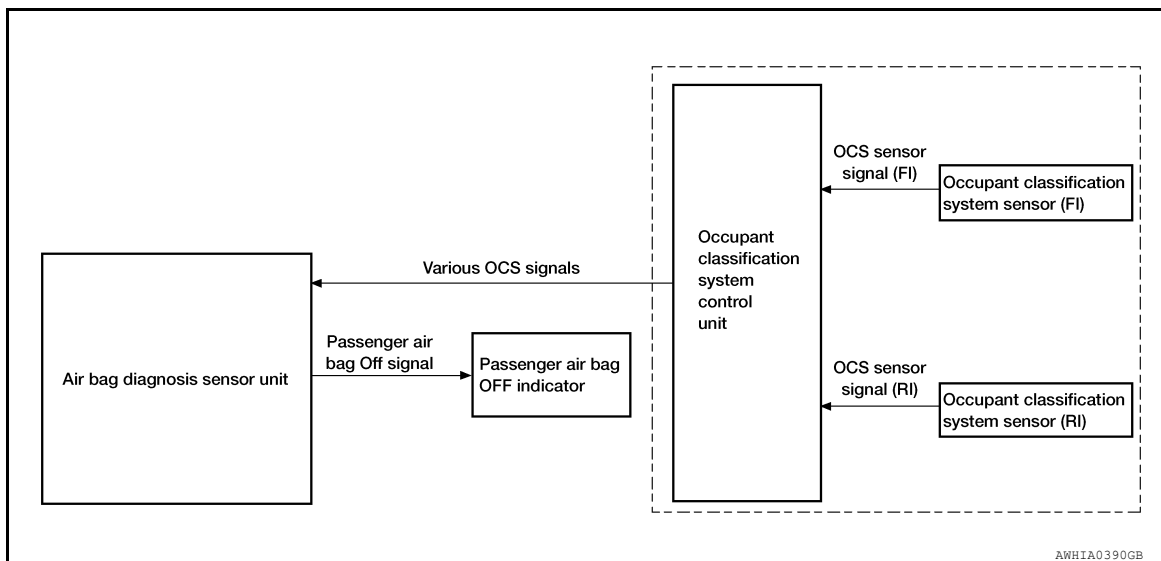 OCS sensor
signal (FI)
Occupant classification
system sensor (FI)
Occupant
classification
system
control
unit
Various OCS signals
Passenger air
bag Off signal
Air bag diagnosis sensor unit
Passenger air bag
OFF indicator
OCS sensor
signal (RI)
Occupant classification
system sensor (RI)
AWHIA0390GB